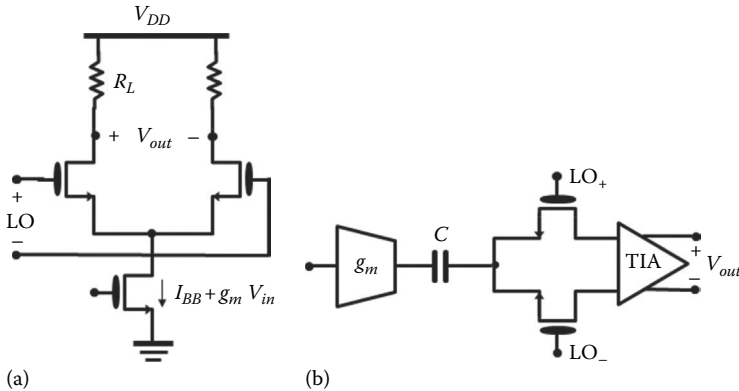 V_DD
R_L
+ V_out −
+
LO
−
I_BB + g_m V_in
(a)
LO_+
C
g_m
TIA
+
V_out
−
LO_−
(b)